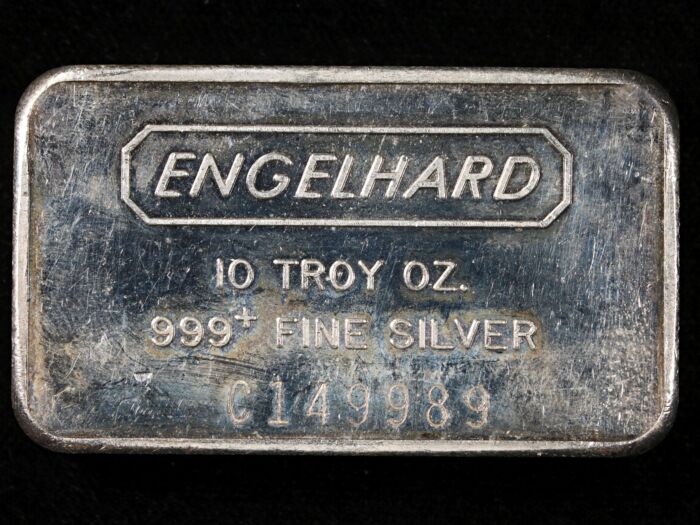 ENGELHARD
10 TROY OZ.
999+ FINE SILVER
C149989